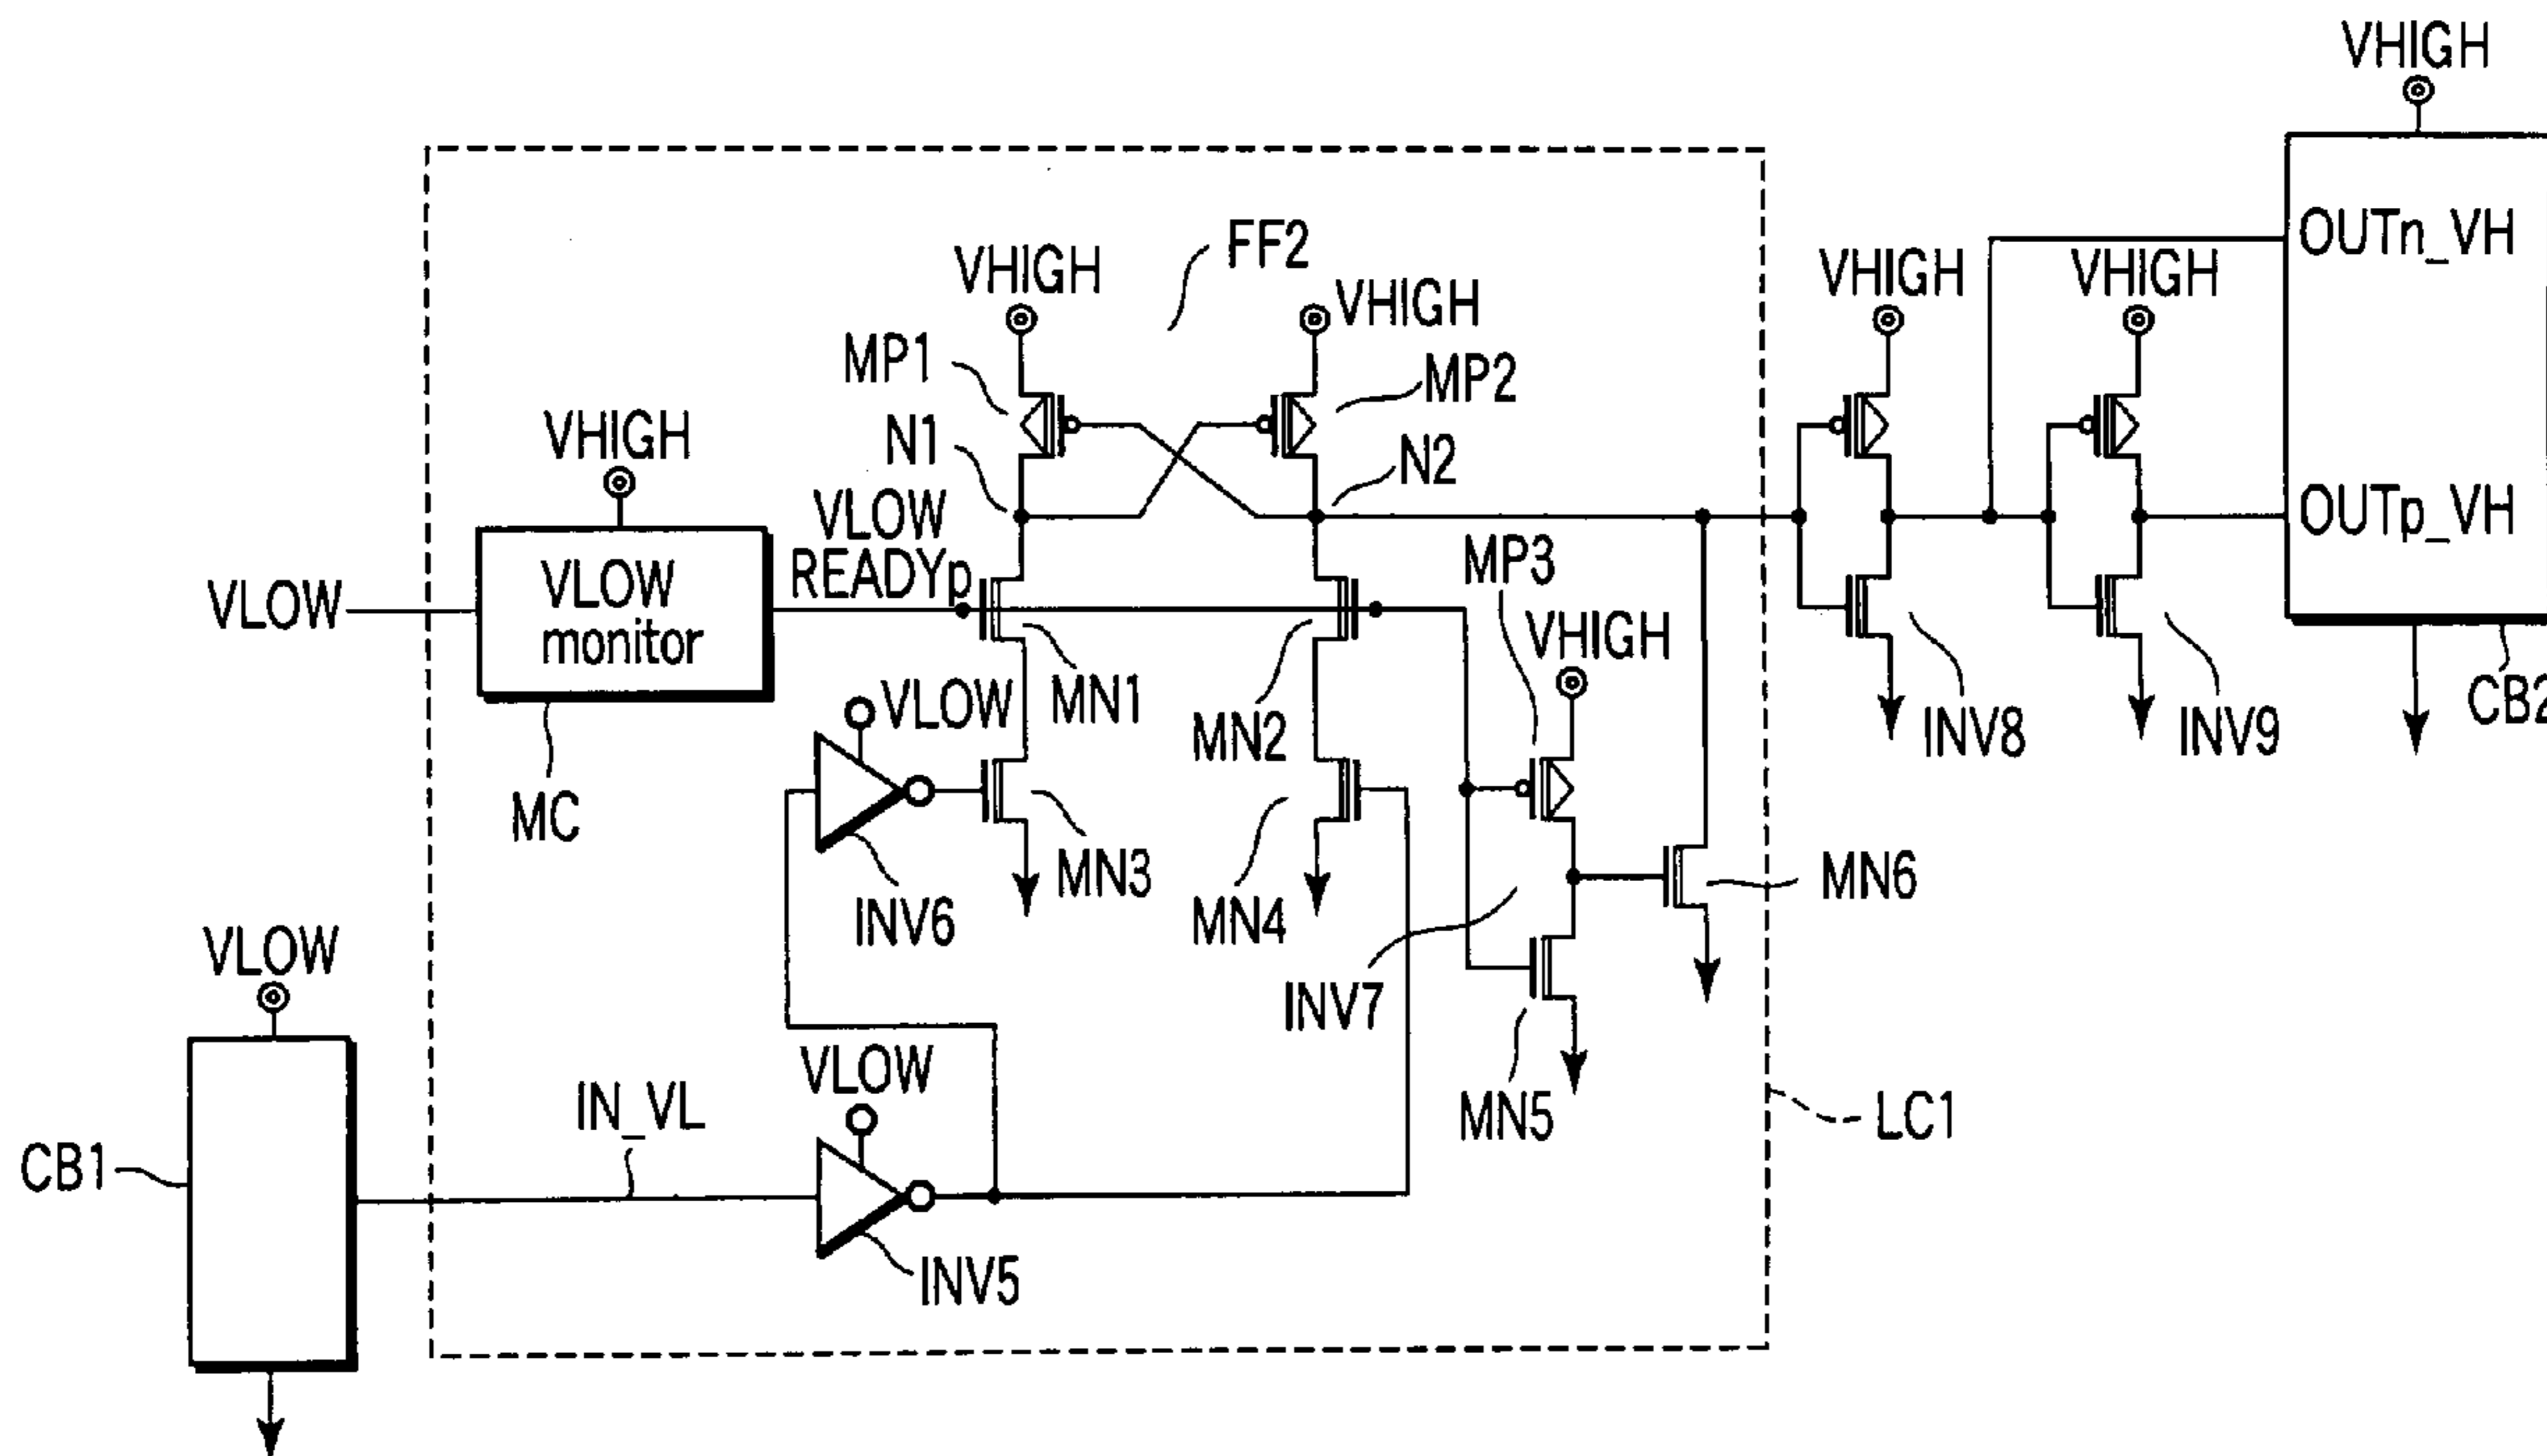 VHIGH
OUTn_VH
OUTp_VH
FF2
VHIGH
VHIGH
VHIGH
VHIGH
MP1
MP2
VHIGH
N1
N2
VLOW
READYp
MP3
VLOW
VLOW
monitor
VHIGH
MN1
VLOW
MN2
CB2
INV8
INV9
MC
MN3
MN6
INV6
MN4
VLOW
INV7
VLOW
IN_VL
MN5
LC1
CB1
INV5